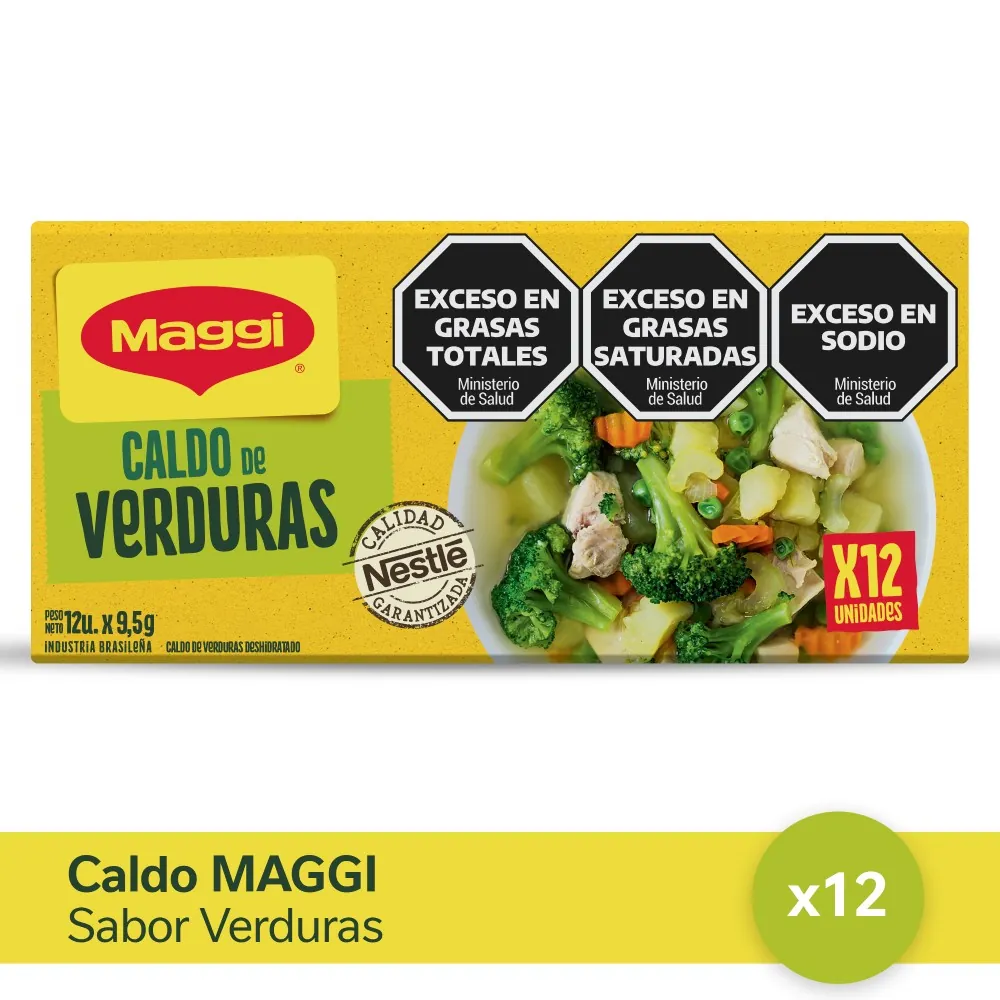 Maggi
®
CALDO DE
VERDURAS
EXCESO EN
GRASAS
TOTALES
Ministerio
de Salud
EXCESO EN
GRASAS
SATURADAS
Ministerio
de Salud
EXCESO EN
SODIO
Ministerio
de Salud
CALIDAD
Nestlé
GARANTIZADA
X12
UNIDADES
PESO
NETO 12u. x 9,5g
INDUSTRIA BRASILEÑA CALDO DE VERDURAS DESHIDRATADO
Caldo MAGGI
Sabor Verduras
x12